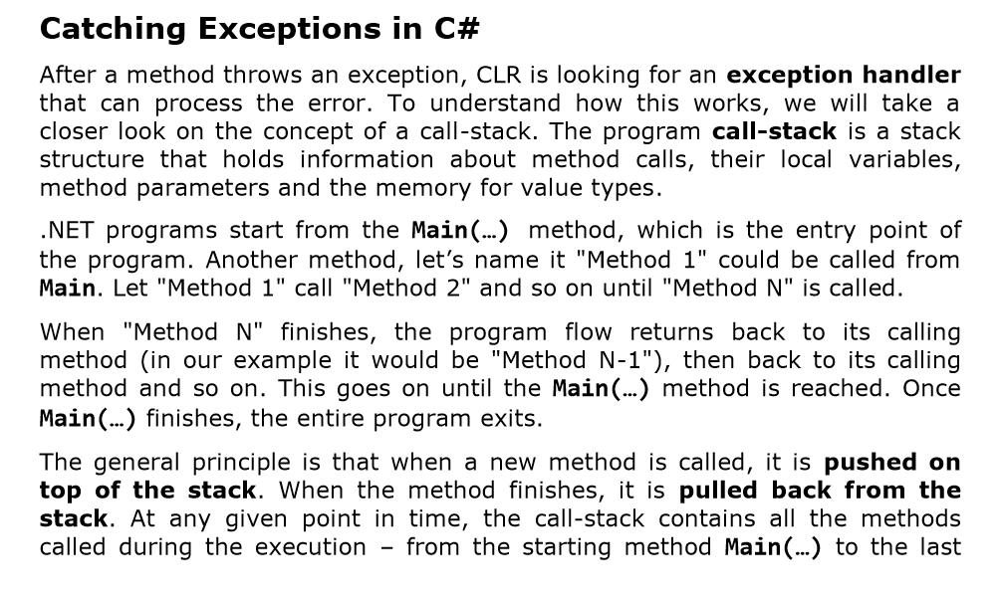 Catching Exceptions in C#
After a method throws an exception, CLR is looking for an exception handler
that can process the error. To understand how this works, we will take a
closer look on the concept of a call-stack. The program call-stack is a stack
structure that holds information about method calls, their local variables,
method parameters and the memory for value types.
.NET programs start from the Main(…) method, which is the entry point of
the program. Another method, let’s name it "Method 1" could be called from
Main. Let "Method 1" call "Method 2" and so on until "Method N" is called.
When "Method N" finishes, the program flow returns back to its calling
method (in our example it would be "Method N-1"), then back to its calling
method and so on. This goes on until the Main(…) method is reached. Once
Main(…) finishes, the entire program exits.
The general principle is that when a new method is called, it is pushed on
top of the stack. When the method finishes, it is pulled back from the
stack. At any given point in time, the call-stack contains all the methods
called during the execution – from the starting method Main(…) to the last